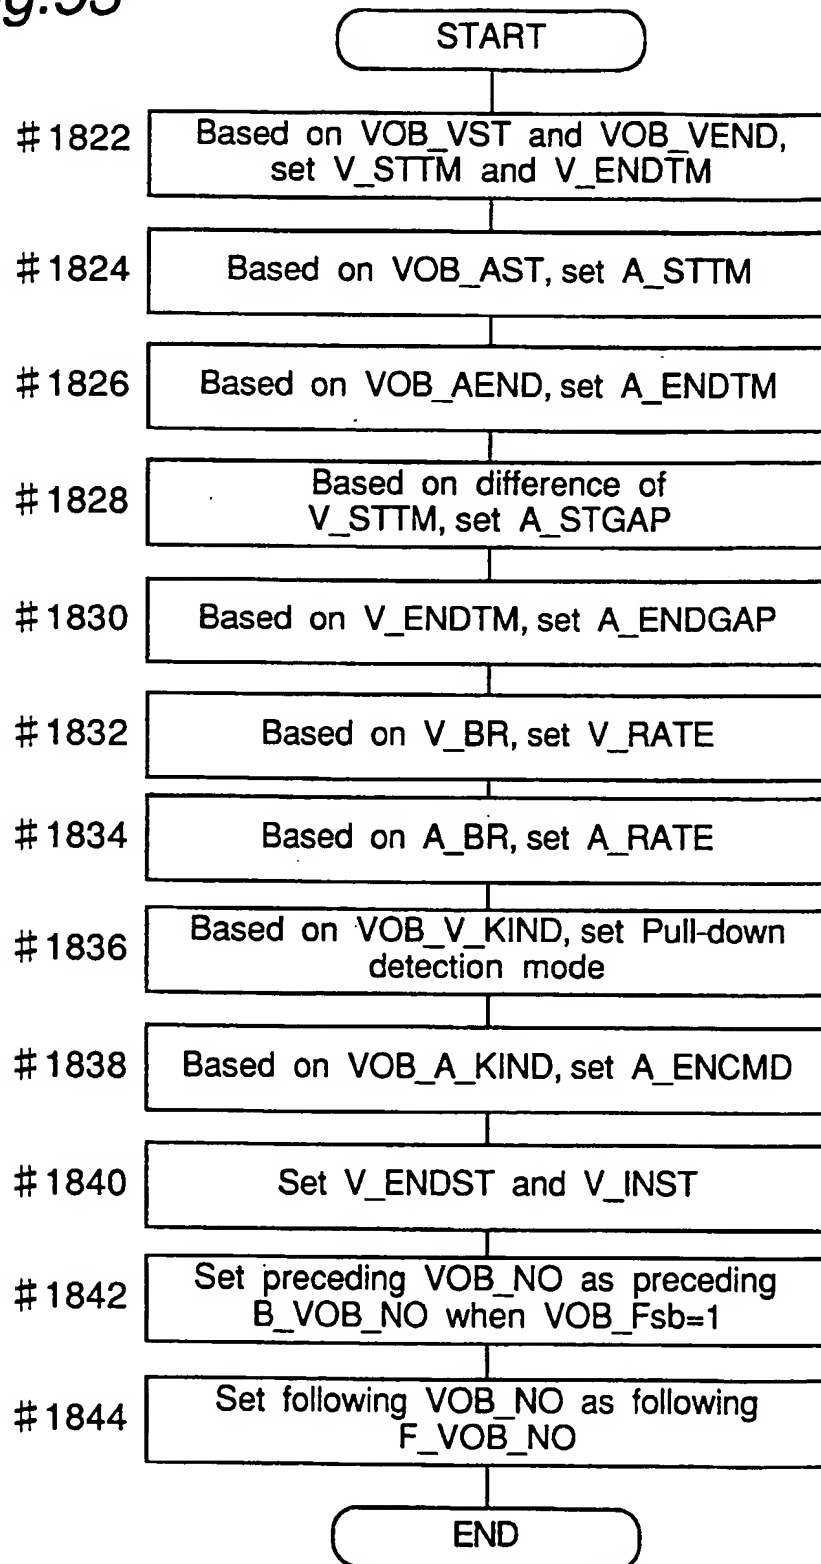 START
#1822
Based on VOB_VST and VOB_VEND,
set V_STTM and V_ENDTM
#1824
Based on VOB_AST, set A_STTM
#1826
Based on VOB_AEND, set A_ENDTM
#1828
Based on difference of
V_STTM, set A_STGAP
#1830
Based on V_ENDTM, set A_ENDGAP
#1832
Based on V_BR, set V_RATE
#1834
Based on A_BR, set A_RATE
#1836
Based on VOB_V_KIND, set Pull-down
detection mode
#1838
Based on VOB_A_KIND, set A_ENCMD
#1840
Set V_ENDST and V_INST
#1842
Set preceding VOB_NO as preceding
B_VOB_NO when VOB_Fsb=1
#1844
Set following VOB_NO as following
F_VOB_NO
END